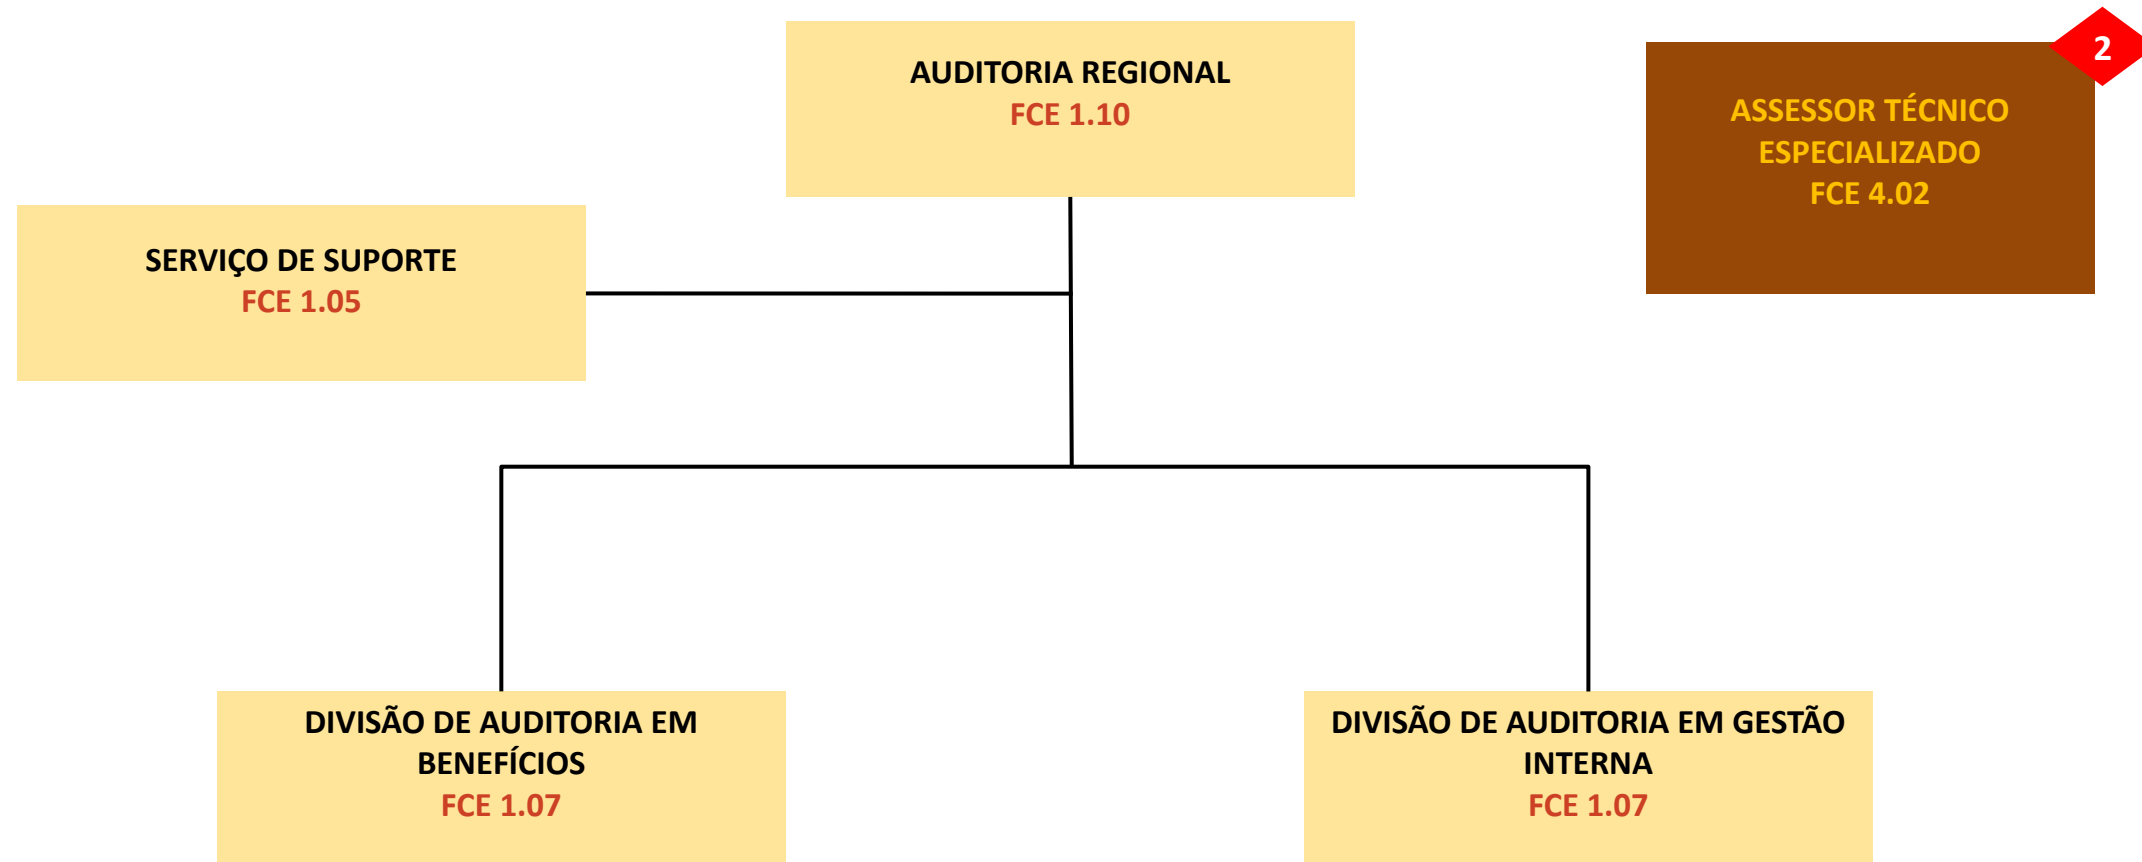 AUDITORIA REGIONAL
FCE 1.10
2
ASSESSOR TÉCNICO
ESPECIALIZADO
FCE 4.02
SERVIÇO DE SUPORTE
FCE 1.05
DIVISÃO DE AUDITORIA EM
BENEFÍCIOS
FCE 1.07
DIVISÃO DE AUDITORIA EM GESTÃO
INTERNA
FCE 1.07